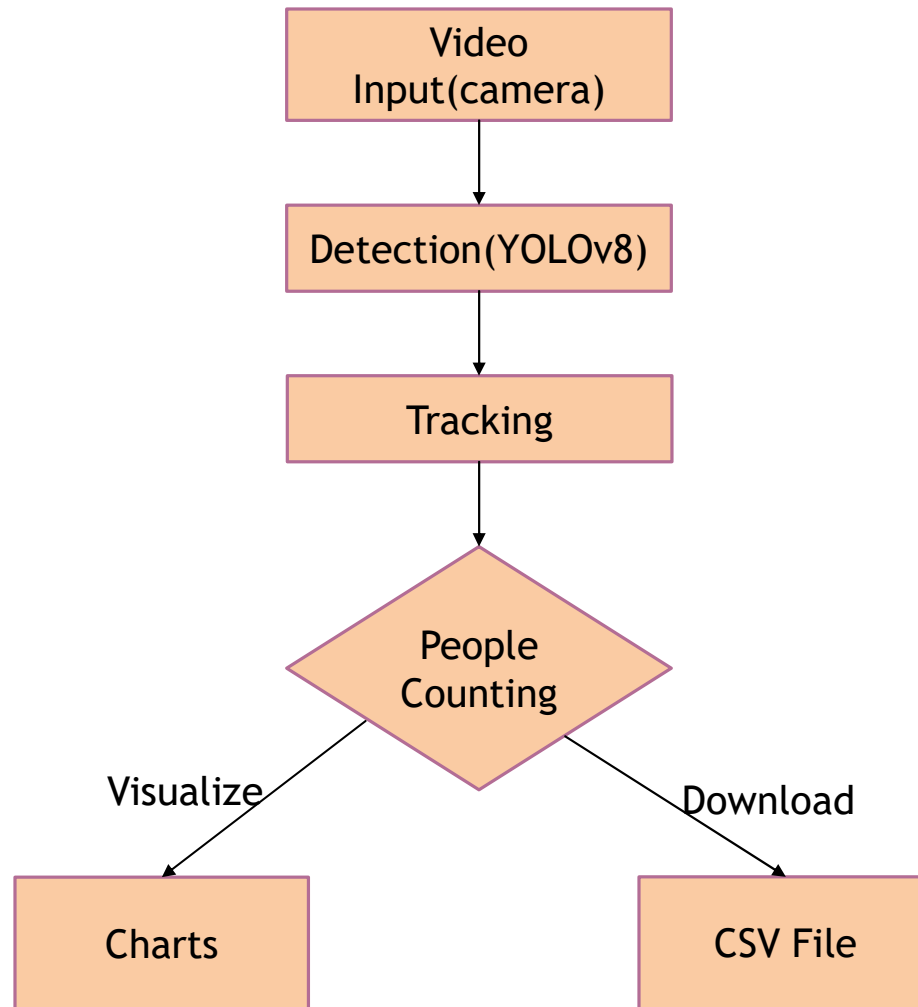 Video
Input(camera)
Detection(YOLOv8)
Tracking
People
Counting
Visualize
Download
Charts
CSV File